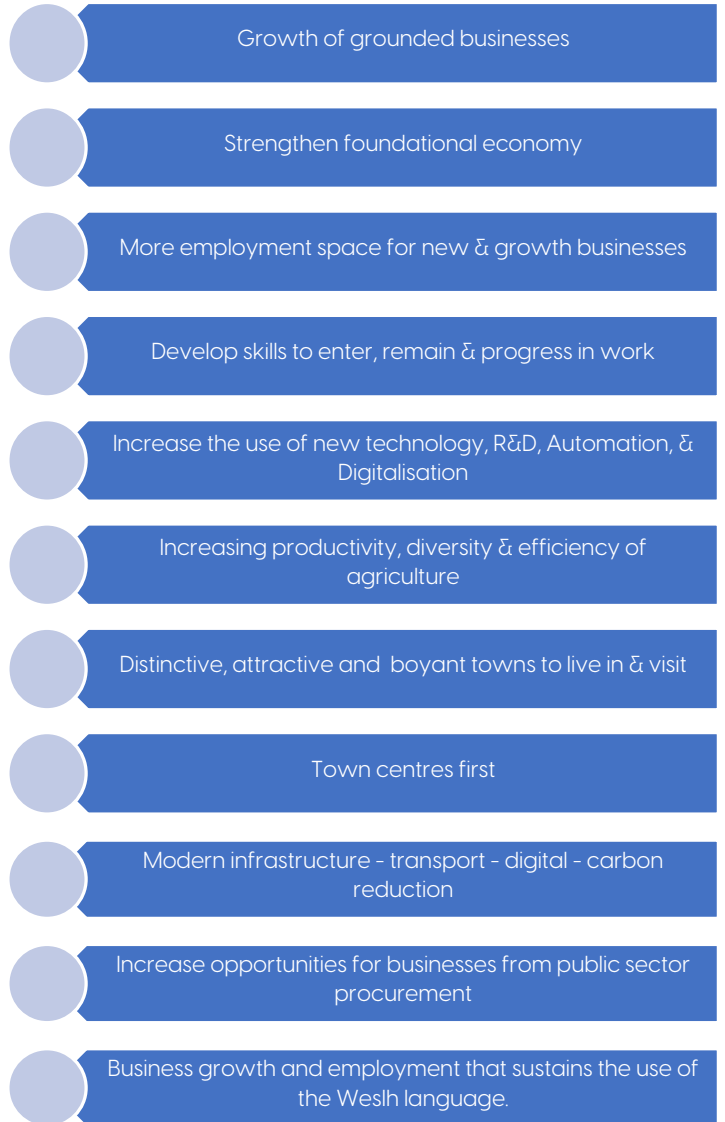 Growth of grounded businesses
Strengthen foundational economy
More employment space for new & growth businesses
Develop skills to enter, remain & progress in work
Increase the use of new technology, R&D, Automation, &
Digitalisation
Increasing productivity, diversity & efficiency of
agriculture
Distinctive, attractive and boyant towns to live in & visit
Town centres first
Modern infrastructure - transport - digital - carbon
reduction
Increase opportunities for businesses from public sector
procurement
Business growth and employment that sustains the use of
the Weslh language.